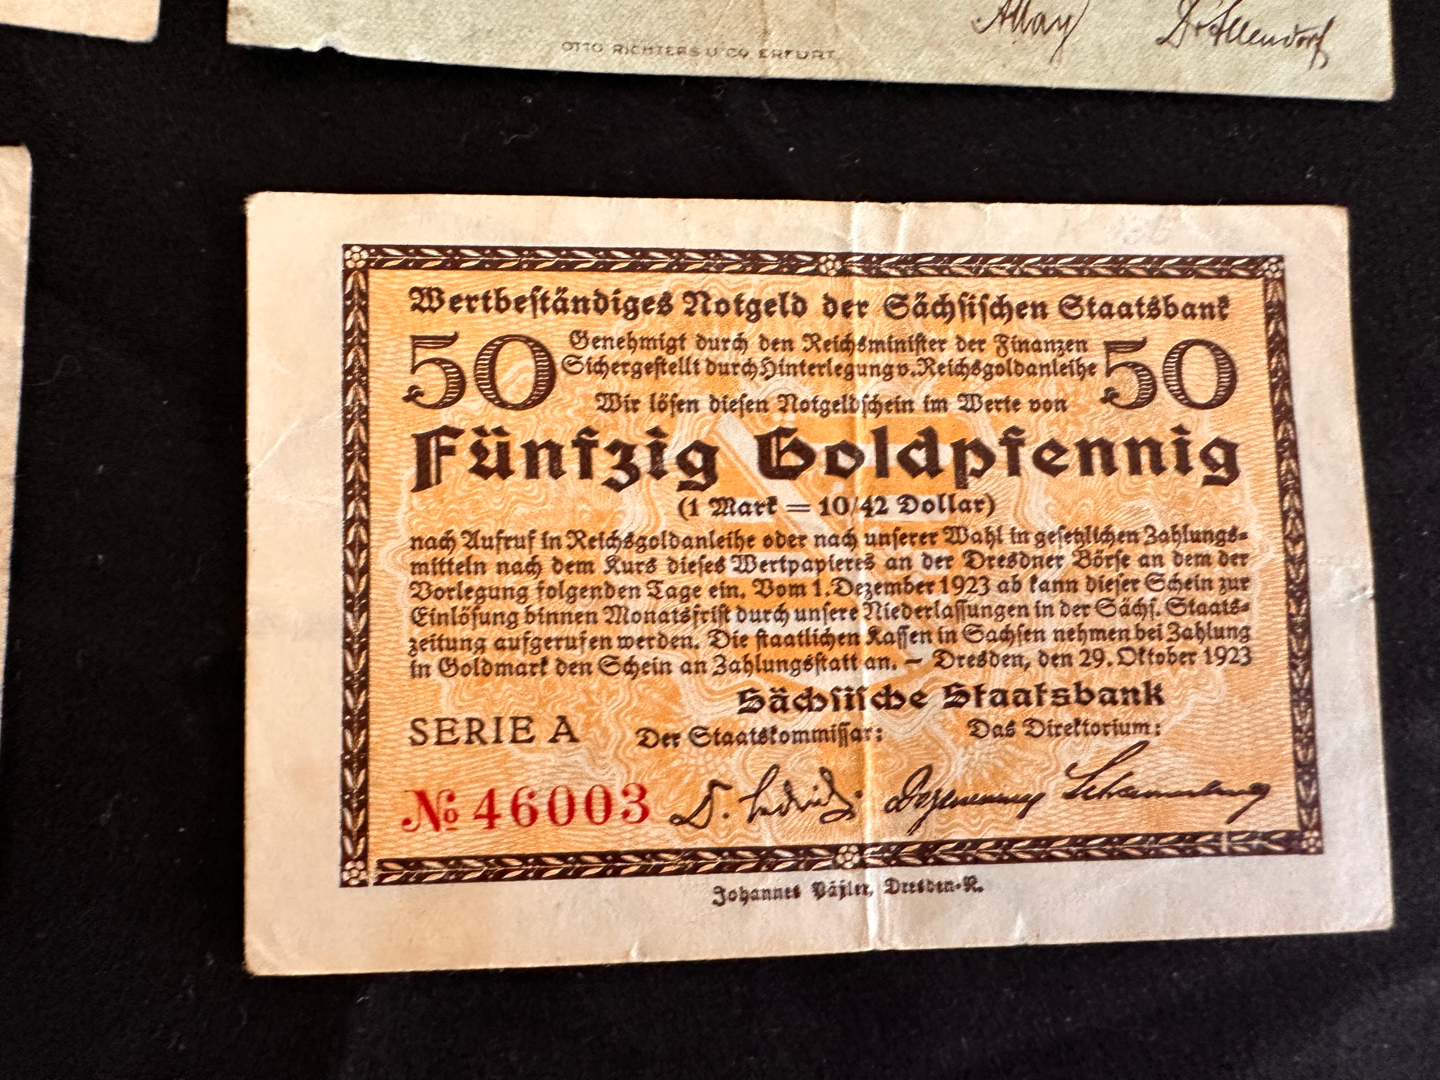 OTTO RICHTERS U. CO ERFURT
Dr Allendorf
Wertbeständiges Notgeld der Sächsischen Staatsbank
50 Genehmigt durch den Reichsminister der Finanzen 50
Sichergestellt durch Hinterlegung v. Reichsgoldanleihe
Wir lösen diesen Notgeldschein im Werte von
Fünfzig Goldpfennig
(1 Mark = 10/42 Dollar)
nach Aufruf in Reichsgoldanleihe oder nach unserer Wahl in gesetzlichen Zahlungs-
mitteln nach dem Kurs dieses Wertpapieres an der Dresdner Börse an dem der
Vorlegung folgenden Tage ein. Vom 1. Dezember 1923 ab kann dieser Schein zur
Einlösung binnen Monatsfrist durch unsere Niederlassungen in der Sächs. Staats-
zeitung aufgerufen werden. Die staatlichen Kassen in Sachsen nehmen bei Zahlung
in Goldmark den Schein an Zahlungsstatt an. – Dresden, den 29. Oktober 1923
Sächsische Staatsbank
SERIE A Der Staatskommissar: Das Direktorium:
№ 46003
Johannes Päßler, Dresden-N.